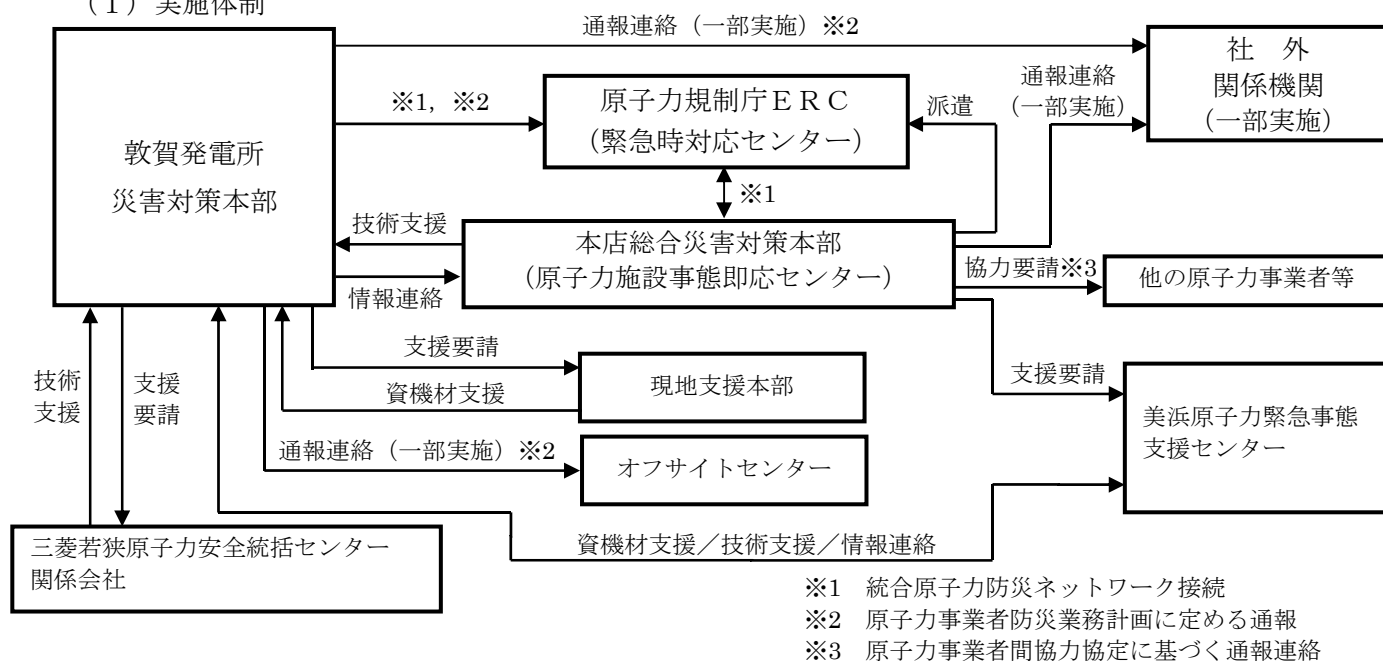 （１）実施体制
通報連絡（一部実施）※2
社　外
関係機関
（一部実施）
敦賀発電所
災害対策本部
※1，※2
原子力規制庁ＥＲＣ
（緊急時対応センター）
派遣
通報連絡
（一部実施）
※1
技術支援
情報連絡
本店総合災害対策本部
（原子力施設事態即応センター）
協力要請※3
他の原子力事業者等
支援要請
資機材支援
現地支援本部
支援要請
美浜原子力緊急事態
支援センター
技術
支援
支援
要請
通報連絡（一部実施）※2
オフサイトセンター
三菱若狭原子力安全統括センター
関係会社
資機材支援／技術支援／情報連絡
※1　統合原子力防災ネットワーク接続
※2　原子力事業者防災業務計画に定める通報
※3　原子力事業者間協力協定に基づく通報連絡